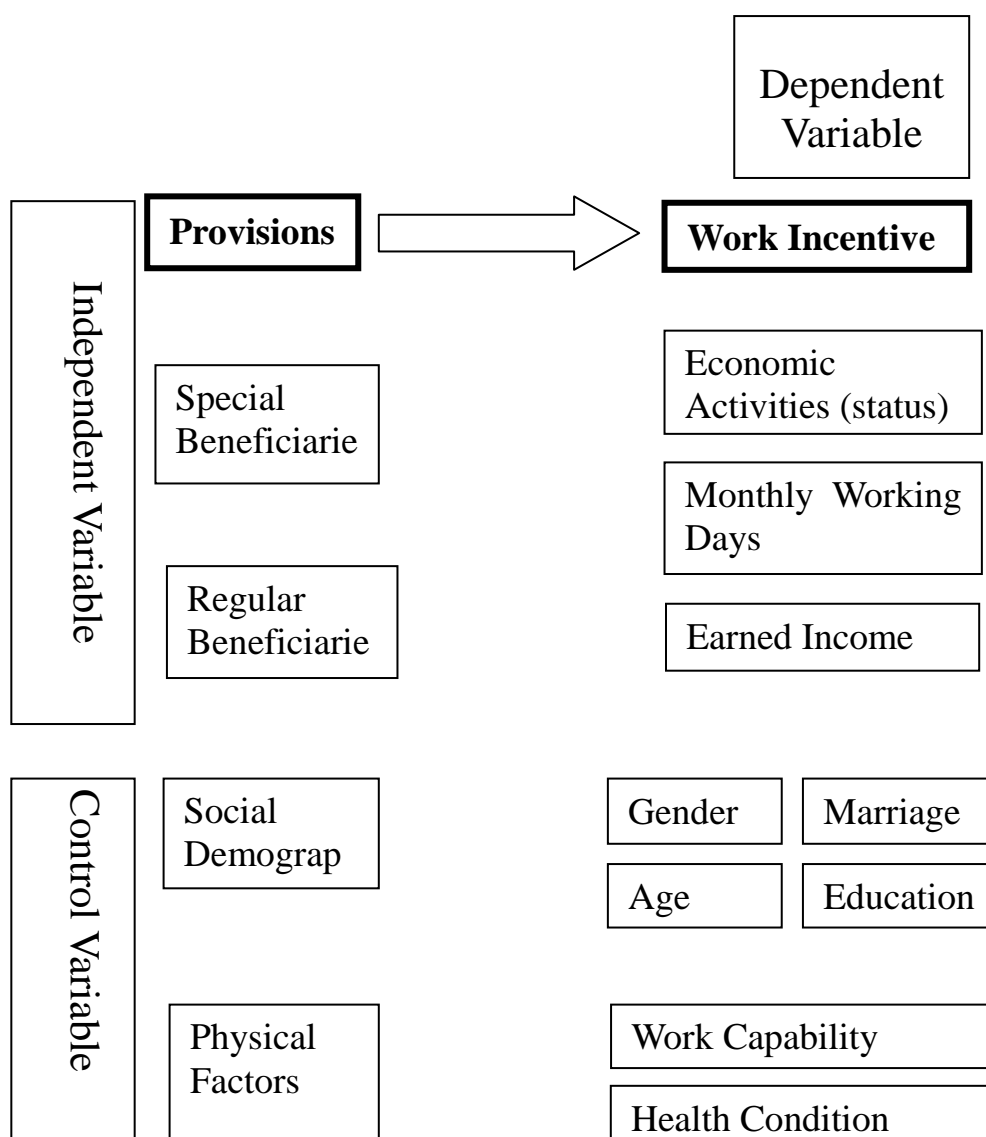 Dependent
Variable
Independent Variable
Provisions
Work Incentive
Special
Beneficiarie
Economic
Activities (status)
Monthly Working
Days
Regular
Beneficiarie
Earned Income
Control Variable
Social
Demograp
Gender
Marriage
Age
Education
Physical
Factors
Work Capability
Health Condition